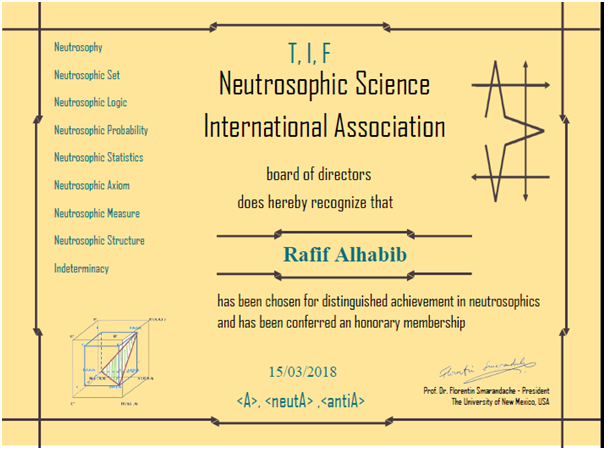 Neutrosophy
Neutrosophic Set
Neutrosophic Logic
Neutrosophic Probability
Neutrosophic Statistics
Neutrosophic Axiom
Neutrosophic Measure
Neutrosophic Structure
Indeterminacy
T, I, F
Neutrosophic Science
International Association
board of directors
does hereby recognize that
Rafif Alhabib
has been chosen for distinguished achievement in neutrosophics
and has been conferred an honorary membership
15/03/2018
<A>, <neutA> ,<antiA>
Florentin Smarandache
Prof. Dr. Florentin Smarandache - President
The University of New Mexico, USA